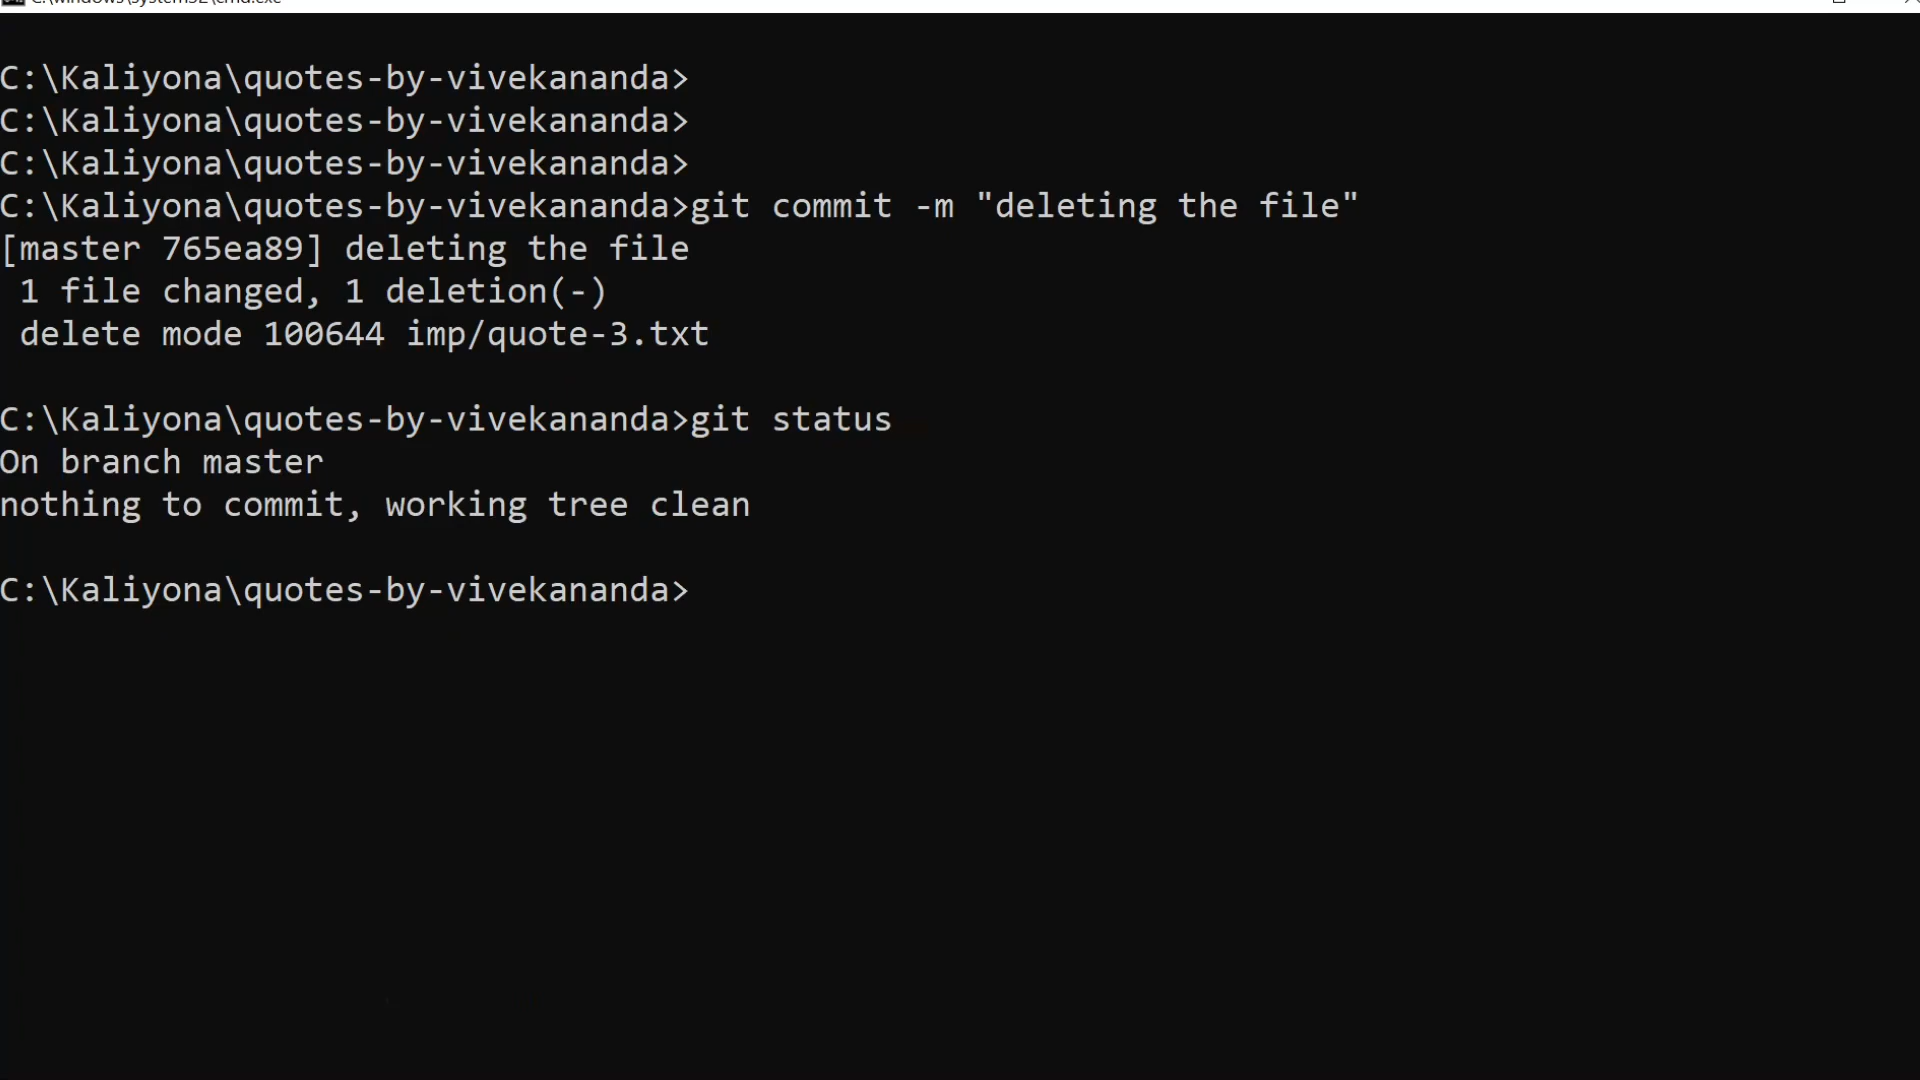 C:\windows\system32\cmd.exe
C:\Kaliyona\quotes-by-vivekananda>
C:\Kaliyona\quotes-by-vivekananda>
C:\Kaliyona\quotes-by-vivekananda>
C:\Kaliyona\quotes-by-vivekananda>git commit -m "deleting the file"
[master 765ea89] deleting the file
 1 file changed, 1 deletion(-)
 delete mode 100644 imp/quote-3.txt
C:\Kaliyona\quotes-by-vivekananda>git status
On branch master
nothing to commit, working tree clean
C:\Kaliyona\quotes-by-vivekananda>